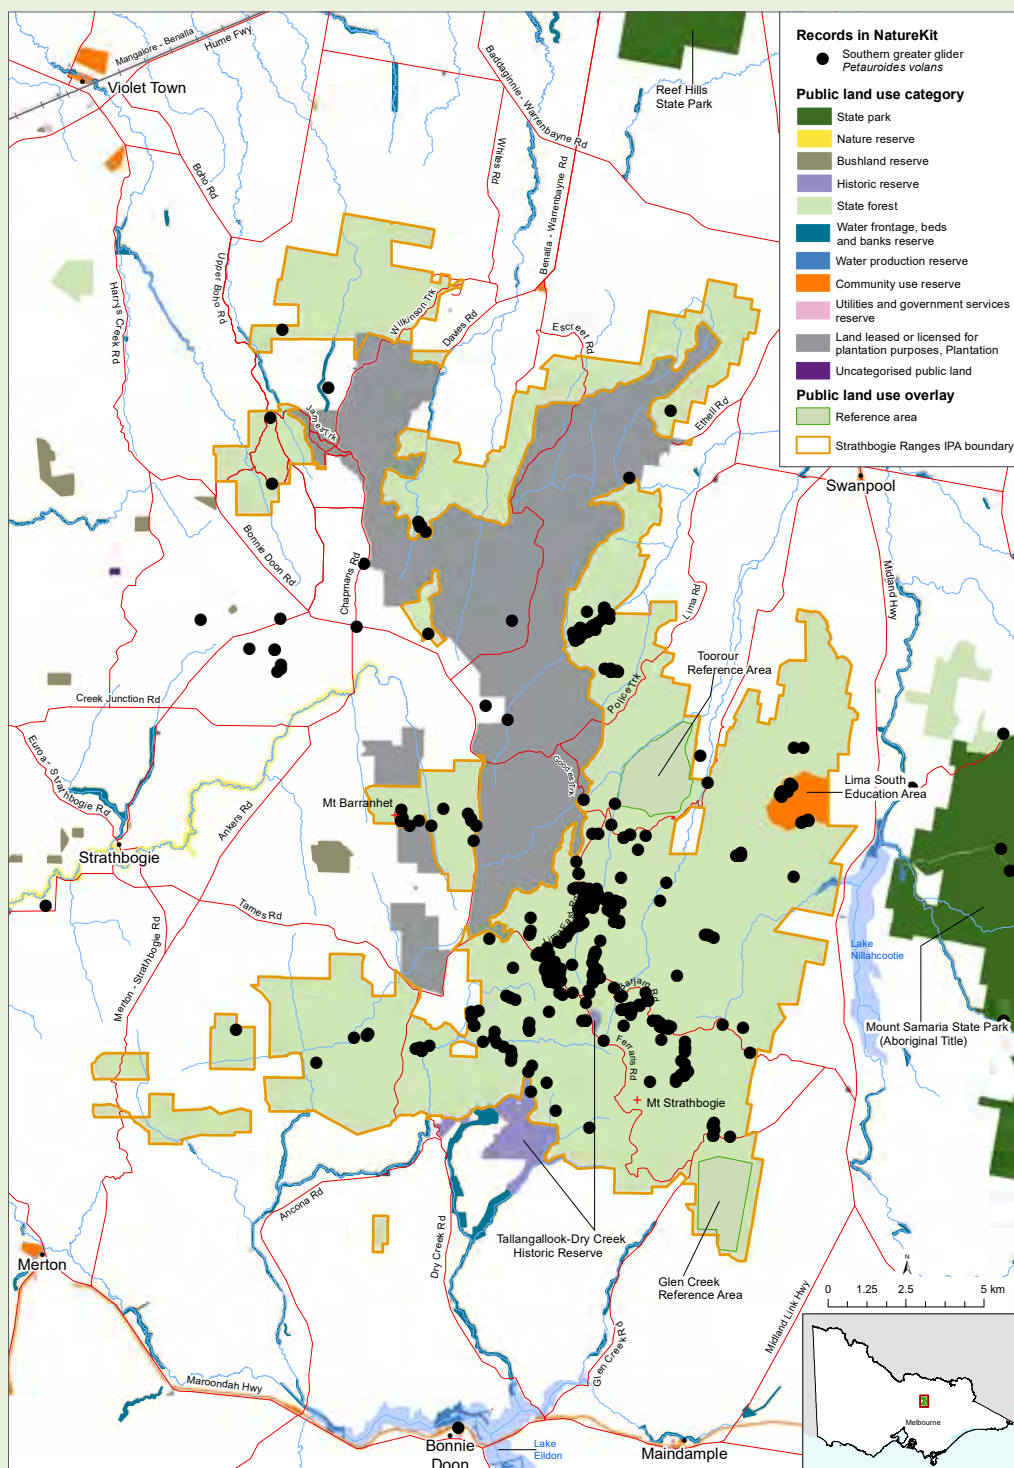 Records in NatureKit
Southern greater glider
Petauroides volans
Public land use category
State park
Nature reserve
Bushland reserve
Historic reserve
State forest
Water frontage, beds
and banks reserve
Water production reserve
Community use reserve
Utilities and government services
reserve
Land leased or licensed for
plantation purposes, Plantation
Uncategorised public land
Public land use overlay
Reference area
Strathbogie Ranges IPA boundary
Mangalore - Benalla
Hume Fwy
Violet Town
Baddaginnie - Warrenbayne Rd
Reef Hills
State Park
Whites Rd
Boho Rd
Benalla - Warrenbayne Rd
Upper Boho Rd
Harrys Creek Rd
Wilkinson Trk
Davies Rd
Escreet Rd
James Trk
Ethell Rd
Swanpool
Bonnie Doon Rd
Chapmans Rd
Midland Hwy
Lima Rd
Toorour
Reference Area
Creek Junction Rd
Police Trk
Euroa - Strathbogie Rd
Ankers Rd
Mt Barranhet
Lima South
Education Area
Strathbogie
Tames Rd
Lima East Rd
Merton - Strathbogie Rd
Lake
Nillahcootie
Barjarg Rd
Mount Samaria State Park
(Aboriginal Title)
Ferraris Rd
Mt Strathbogie
Ancona Rd
Dry Creek Rd
Tallangallook-Dry Creek
Historic Reserve
Merton
Glen Creek
Reference Area
N
0 1.25 2.5 5 km
Midland Link Hwy
Glen Creek Rd
Maroondah Hwy
Bonnie
Doon
Lake
Eildon
Maindample
Melbourne